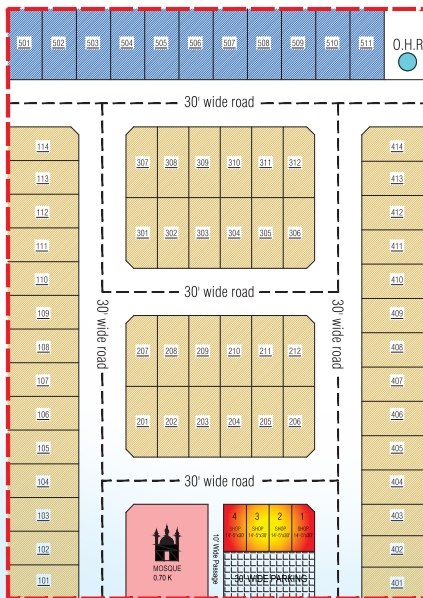 501 502 503 504 505 506 507 508 509 510 511
O.H.R
30' wide road
114
113
112
111
110
109
108
107
106
105
104
103
102
101
30' wide road
307 308 309 310 311 312
301 302 303 304 305 306
30' wide road
207 208 209 210 211 212
201 202 203 204 205 206
30' wide road
30' wide road
414
413
412
411
410
409
408
407
406
405
404
403
402
401
MOSQUE
0.70 K
10' Wide Passage
4 3 2 1
SHOP SHOP SHOP SHOP
30' WIDE PARKING